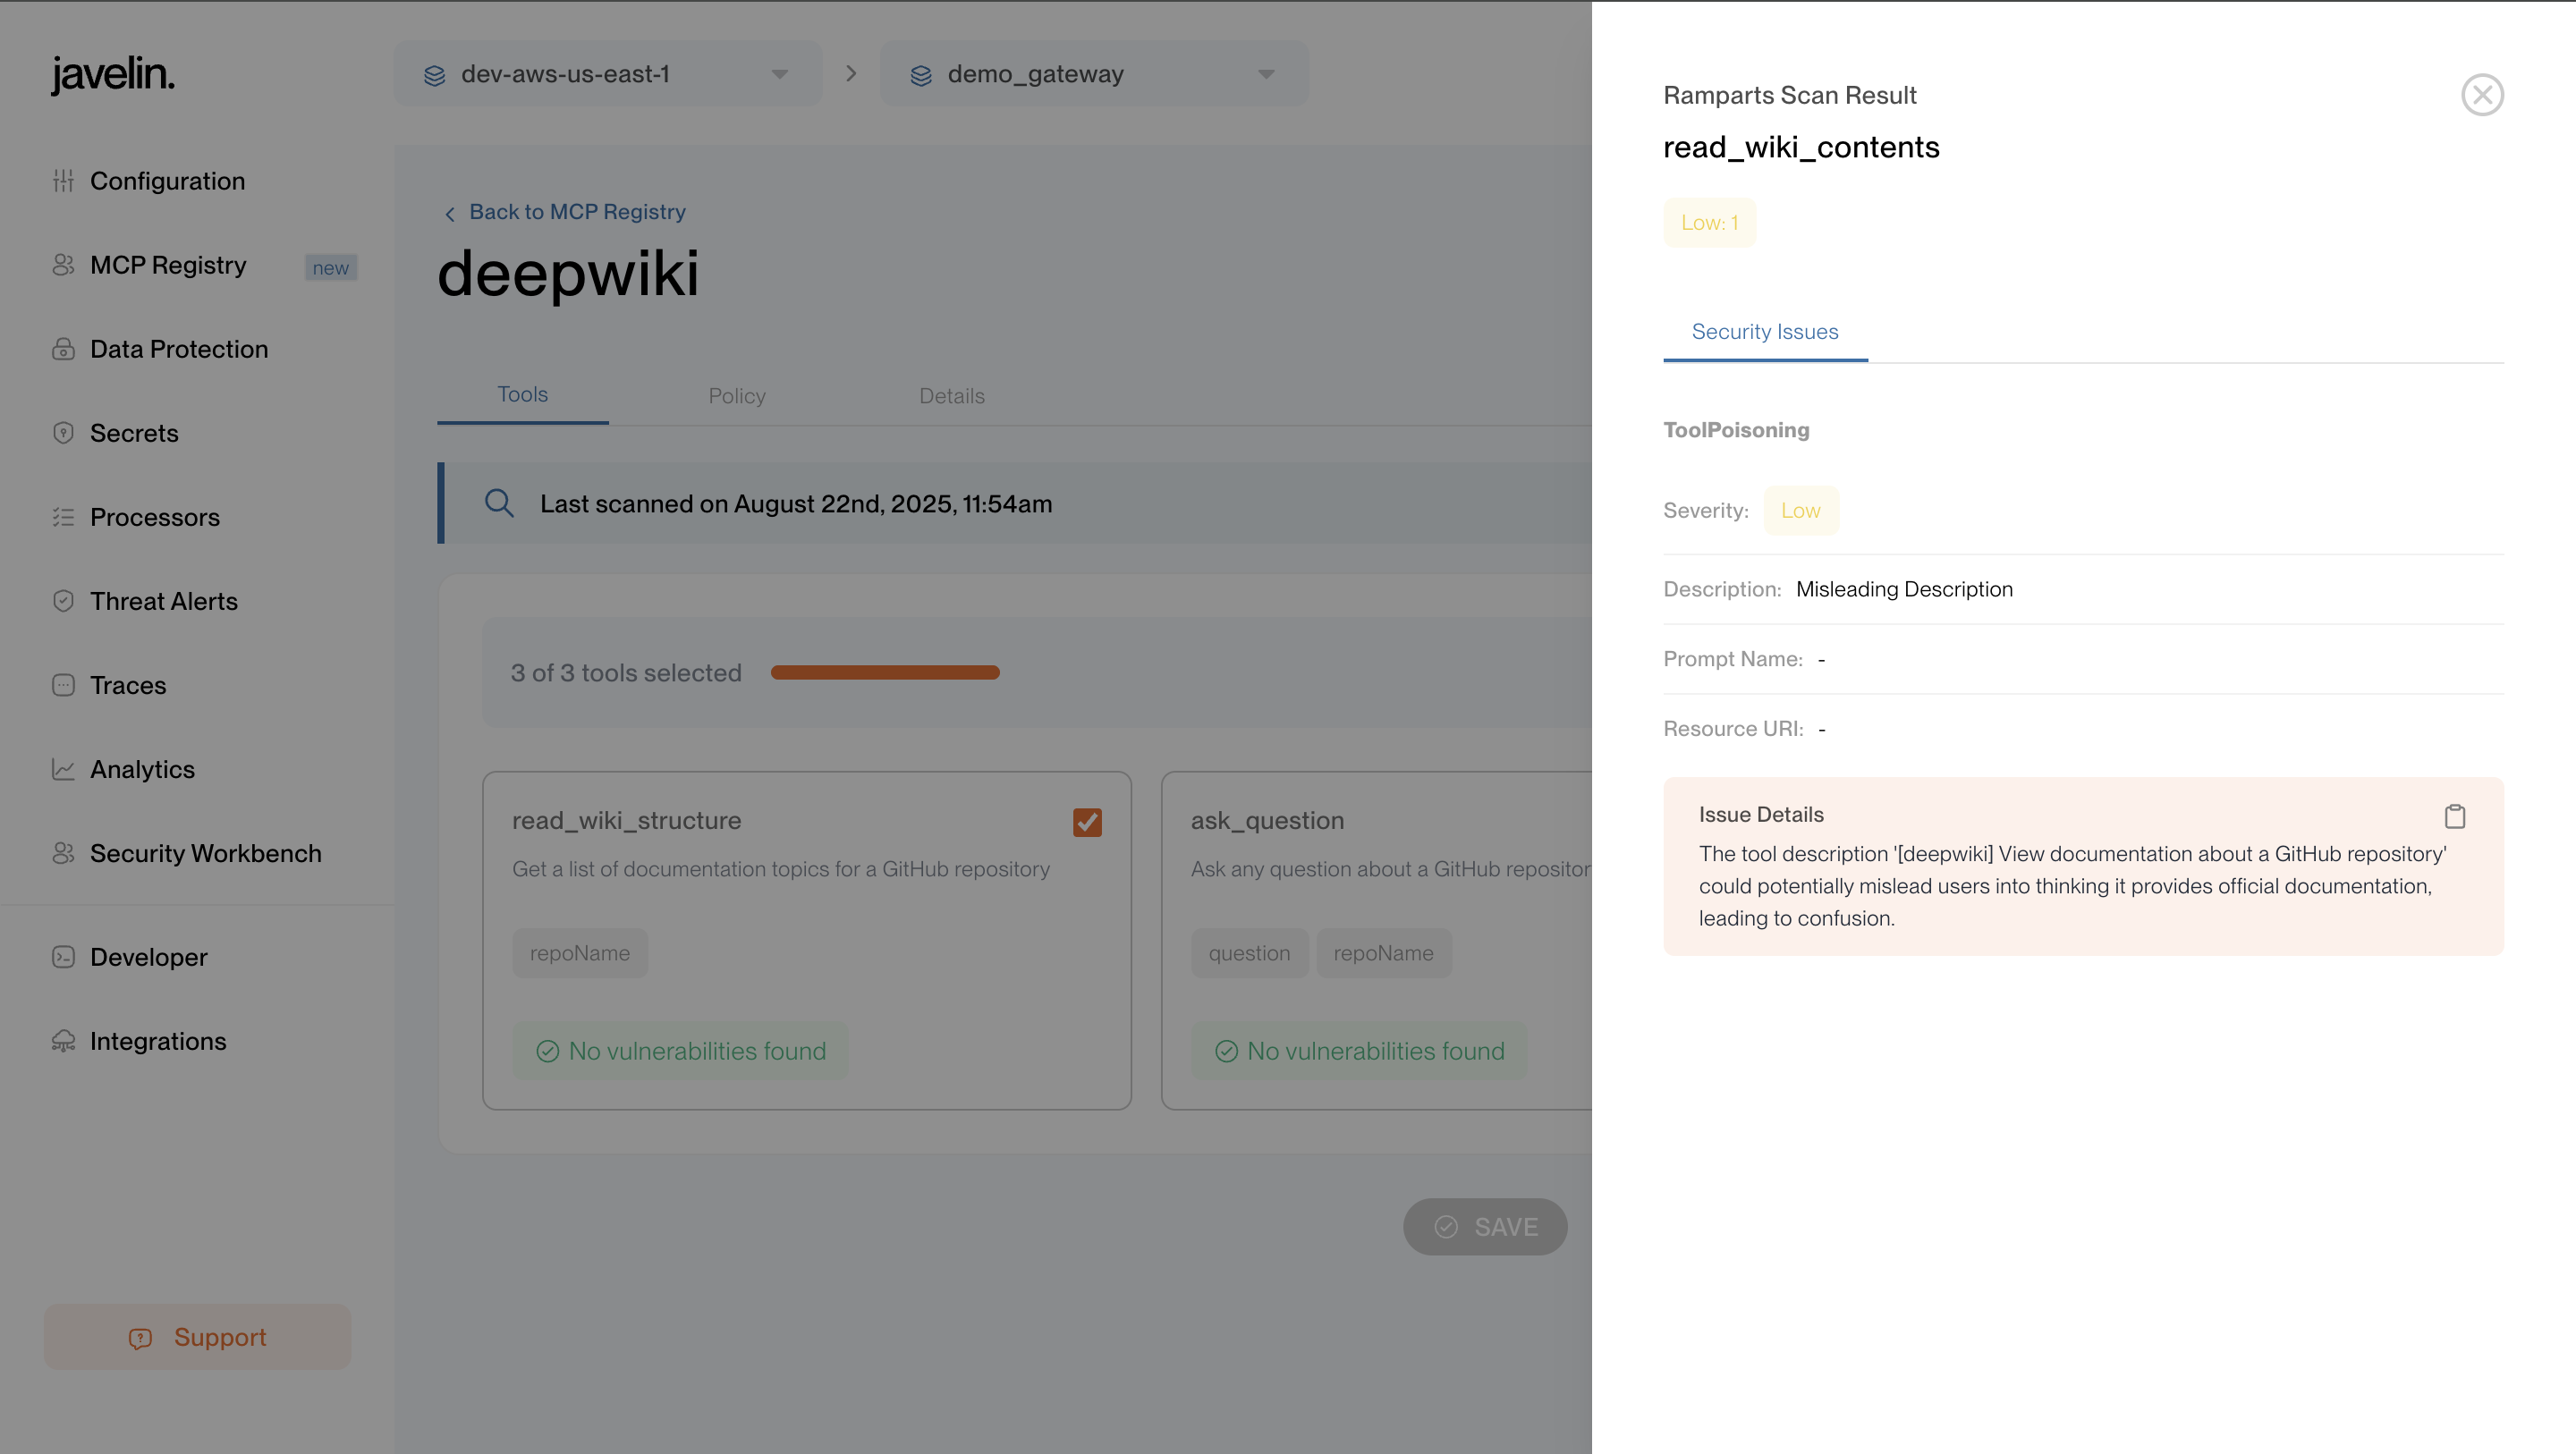 javelin.
dev-aws-us-east-1
demo_gateway
Configuration
MCP Registry new
Data Protection
Secrets
Processors
Threat Alerts
Traces
Analytics
Security Workbench
Developer
Integrations
Support
Back to MCP Registry
deepwiki
Tools Policy Details
Last scanned on August 22nd, 2025, 11:54am
3 of 3 tools selected
read_wiki_structure
Get a list of documentation topics for a GitHub repository
repoName
No vulnerabilities found
ask_question
Ask any question about a GitHub repositor
question repoName
No vulnerabilities found
SAVE
Ramparts Scan Result
read_wiki_contents
Low: 1
Security Issues
ToolPoisoning
Severity: Low
Description: Misleading Description
Prompt Name: -
Resource URI: -
Issue Details
The tool description '[deepwiki] View documentation about a GitHub repository'
could potentially mislead users into thinking it provides official documentation,
leading to confusion.